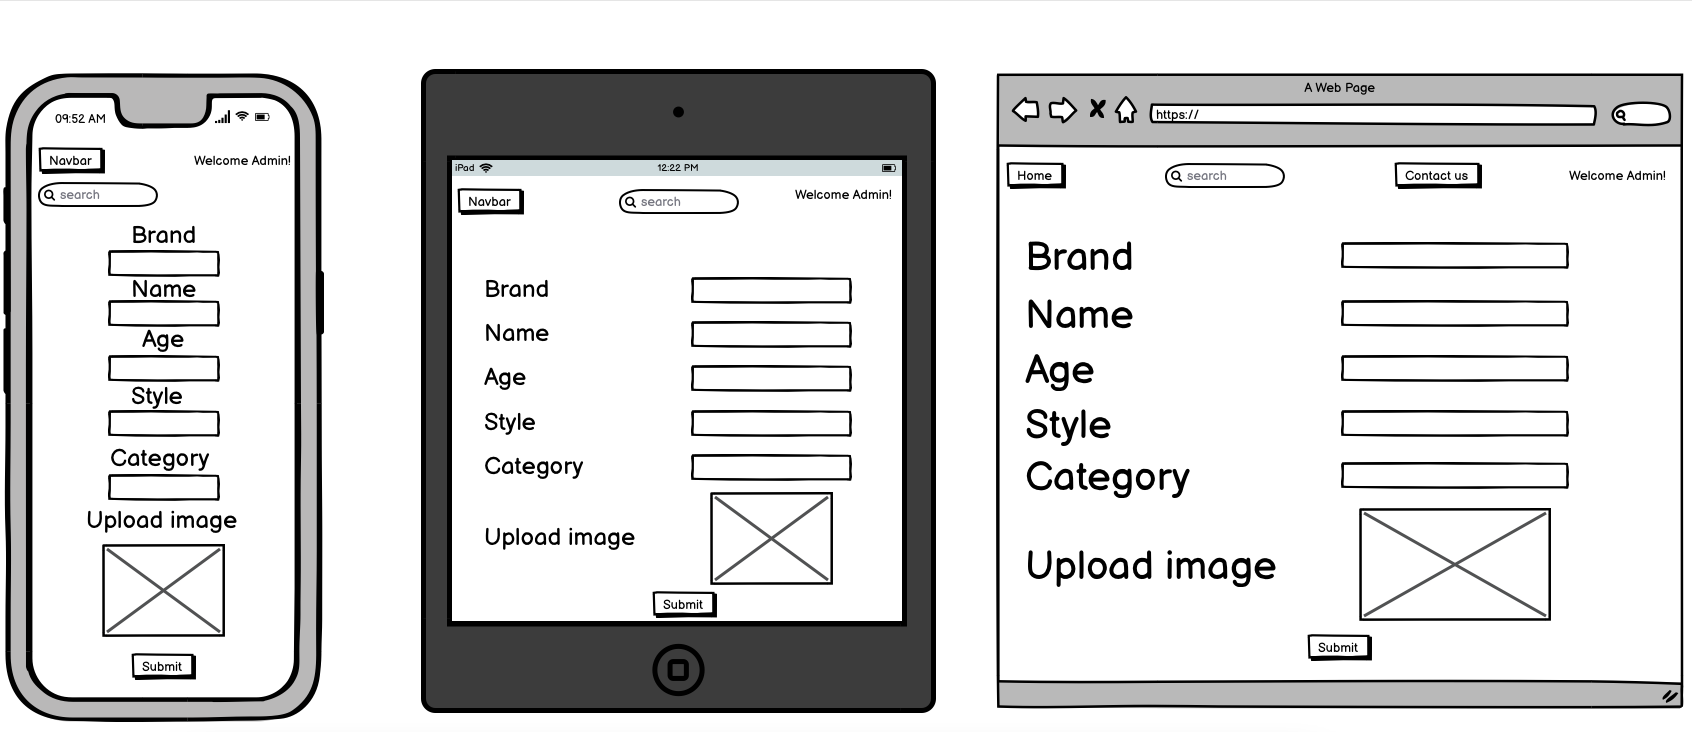 09:52 AM
Navbar
Welcome Admin!
search
Brand
Name
Age
Style
Category
Upload image
Submit
iPad
12:22 PM
Navbar
search
Welcome Admin!
Brand
Name
Age
Style
Category
Upload image
Submit
A Web Page
https://
Home
search
Contact us
Welcome Admin!
Brand
Name
Age
Style
Category
Upload image
Submit